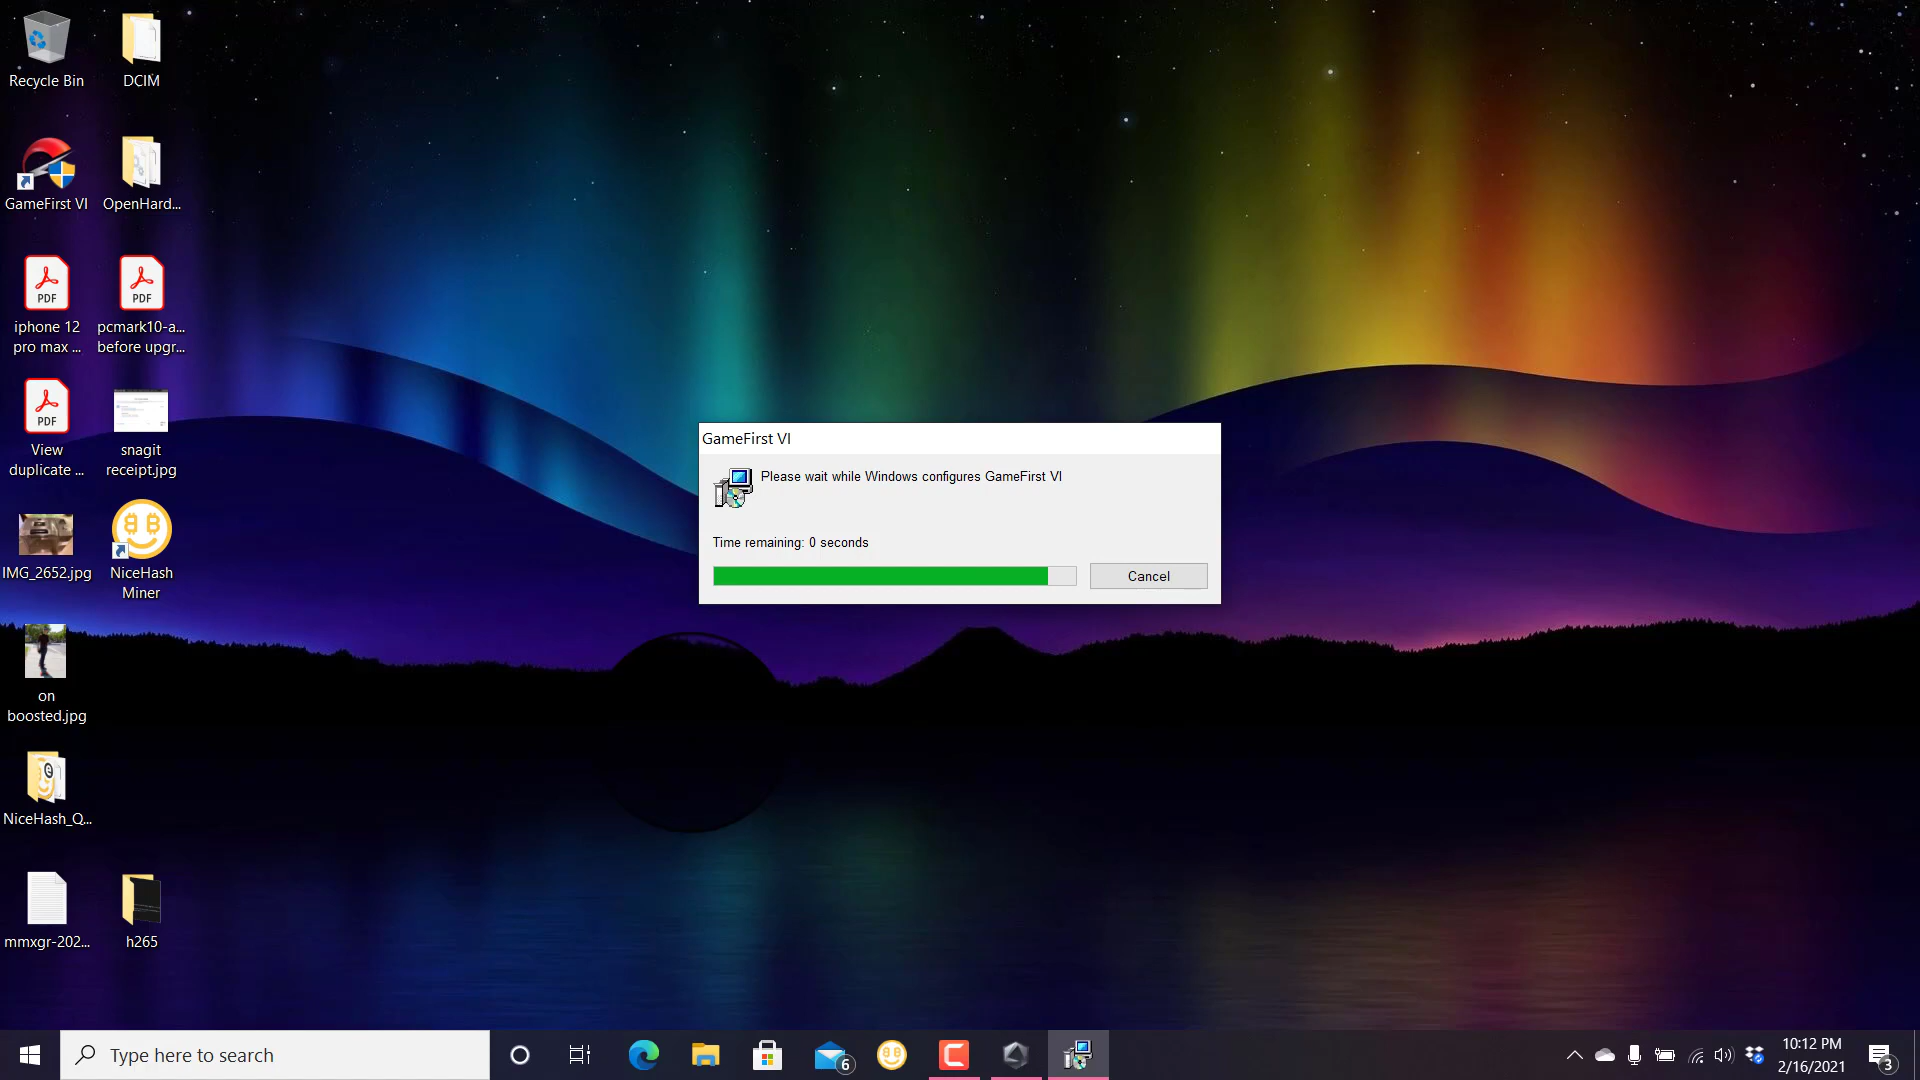 Recycle Bin
DCIM
GameFirst VI
OpenHard...
PDF
PDF
iphone 12
pro max ...
pcmark10-a...
before upgr...
PDF
View
duplicate ...
snagit
receipt.jpg
IMG_2652.jpg
NiceHash
Miner
on
boosted.jpg
NiceHash_Q...
mmxgr-202...
h265
GameFirst VI
Please wait while Windows configures GameFirst VI
Time remaining: 0 seconds
Cancel
Type here to search
6
10:12 PM
2/16/2021
3